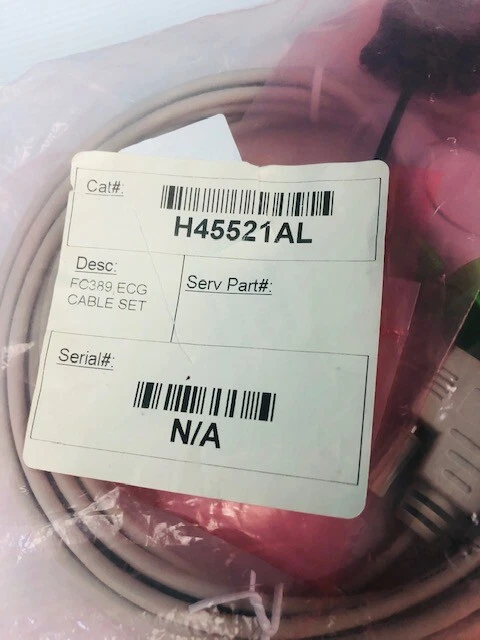 Cat#:
H45521AL
Desc:
FC389,ECG
CABLE SET
Serv Part#:
Serial#:
N/A